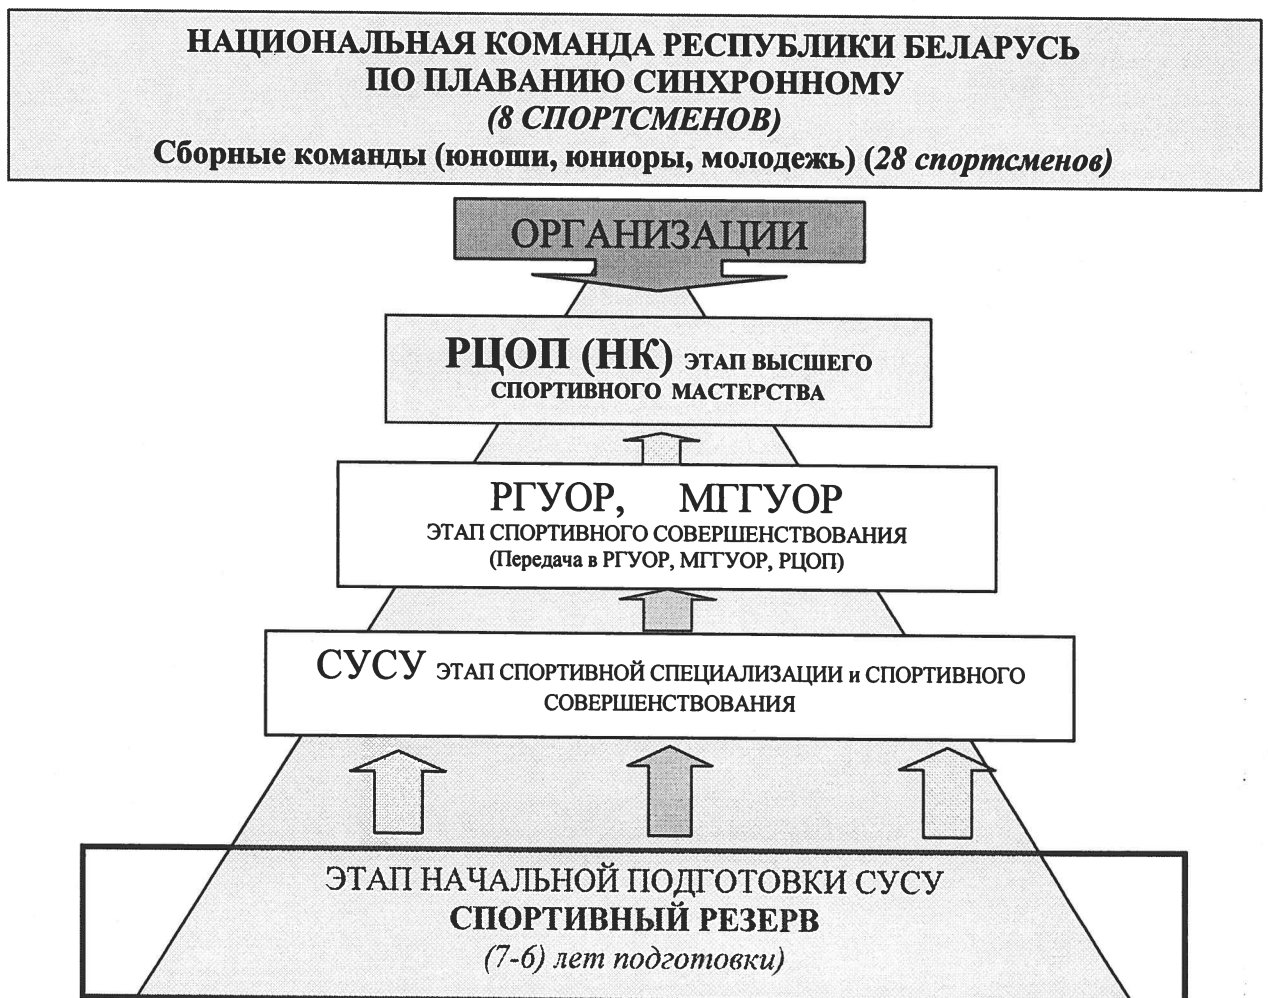 НАЦИОНАЛЬНАЯ КОМАНДА РЕСПУБЛИКИ БЕЛАРУСЬ
ПО ПЛАВАНИЮ СИНХРОННОМУ
(8 СПОРТСМЕНОВ)
Сборные команды (юноши, юниоры, молодежь) (28 спортсменов)
ОРГАНИЗАЦИИ
РЦОП (НК) ЭТАП ВЫСШЕГО
СПОРТИВНОГО МАСТЕРСТВА
РГУОР, МГГУОР
ЭТАП СПОРТИВНОГО СОВЕРШЕНСТВОВАНИЯ
(Передача в РГУОР, МГГУОР, РЦОП)
СУСУ ЭТАП СПОРТИВНОЙ СПЕЦИАЛИЗАЦИИ и СПОРТИВНОГО
СОВЕРШЕНСТВОВАНИЯ
ЭТАП НАЧАЛЬНОЙ ПОДГОТОВКИ СУСУ
СПОРТИВНЫЙ РЕЗЕРВ
(7-6) лет подготовки)